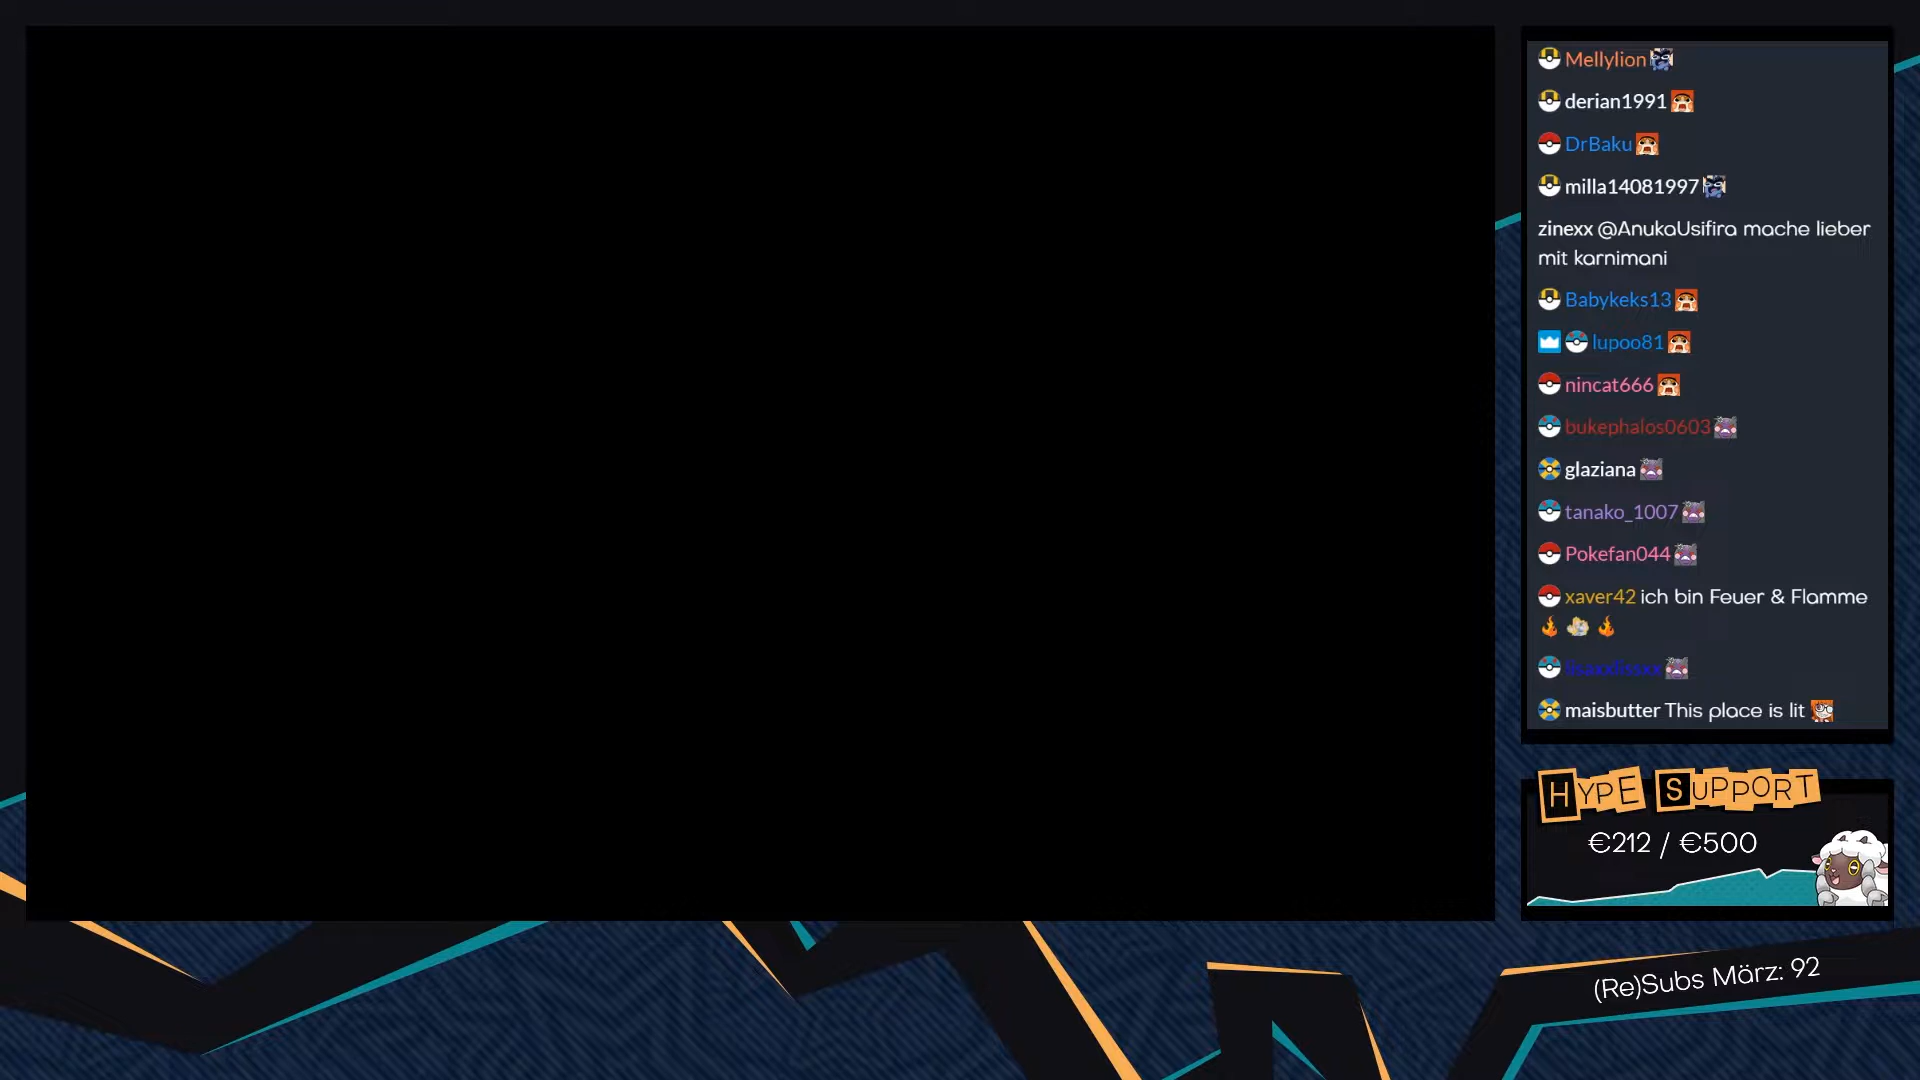 Mellylion
derian1991
DrBaku
milla14081997
zinexx @AnukaUsifira mache lieber
mit karnimani
Babykeks13
lupoo81
nincat666
bukephalos0603
glaziana
tanako_1007
Pokefan044
xaver42 ich bin Feuer & Flamme
maisbutter This place is lit
HYPE SUPPORT
€212 / €500
(Re)Subs März: 92